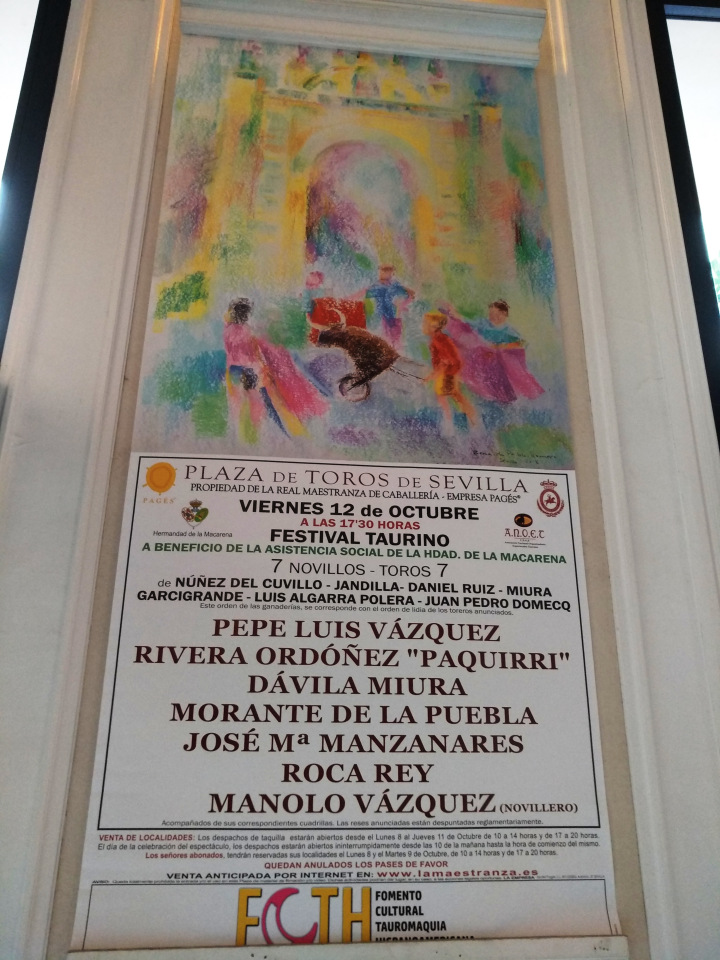 PLAZA DE TOROS DE SEVILLA
PROPIEDAD DE LA REAL MAESTRANZA DE CABALLERÍA - EMPRESA PAGÉS
PAGÉS
VIERNES 12 de OCTUBRE
A LAS 17'30 HORAS
Hermandad de la Macarena
FESTIVAL TAURINO
A.N.O.E.T
A BENEFICIO DE LA ASISTENCIA SOCIAL DE LA HDAD. DE LA MACARENA
7 NOVILLOS - TOROS 7
de NÚÑEZ DEL CUVILLO - JANDILLA- DANIEL RUIZ - MIURA
GARCIGRANDE - LUIS ALGARRA POLERA - JUAN PEDRO DOMECQ
Este orden de las ganaderías, se corresponde con el orden de lidia de los toreros anunciados.
PEPE LUIS VÁZQUEZ
RIVERA ORDÓÑEZ "PAQUIRRI"
DÁVILA MIURA
MORANTE DE LA PUEBLA
JOSÉ Mª MANZANARES
ROCA REY
MANOLO VÁZQUEZ (NOVILLERO)
Acompañados de sus correspondientes cuadrillas. Las reses anunciadas están despuntadas reglamentariamente.
VENTA DE LOCALIDADES: Los despachos de taquilla estarán abiertos desde el Lunes 8 al Jueves 11 de Octubre de 10 a 14 horas y de 17 a 20 horas.
El día de la celebración del espectáculo, los despachos estarán abiertos ininterrumpidamente desde las 10 de la mañana hasta la hora de comienzo del mismo.
Los señores abonados, tendrán reservadas sus localidades el Lunes 8 y el Martes 9 de Octubre, de 10 a 14 horas y de 17 a 20 horas.
QUEDAN ANULADOS LOS PASES DE FAVOR
VENTA ANTICIPADA POR INTERNET EN: www.lamaestranza.es
FCTH
FOMENTO
CULTURAL
TAUROMAQUIA
HISPANOAMERICANA